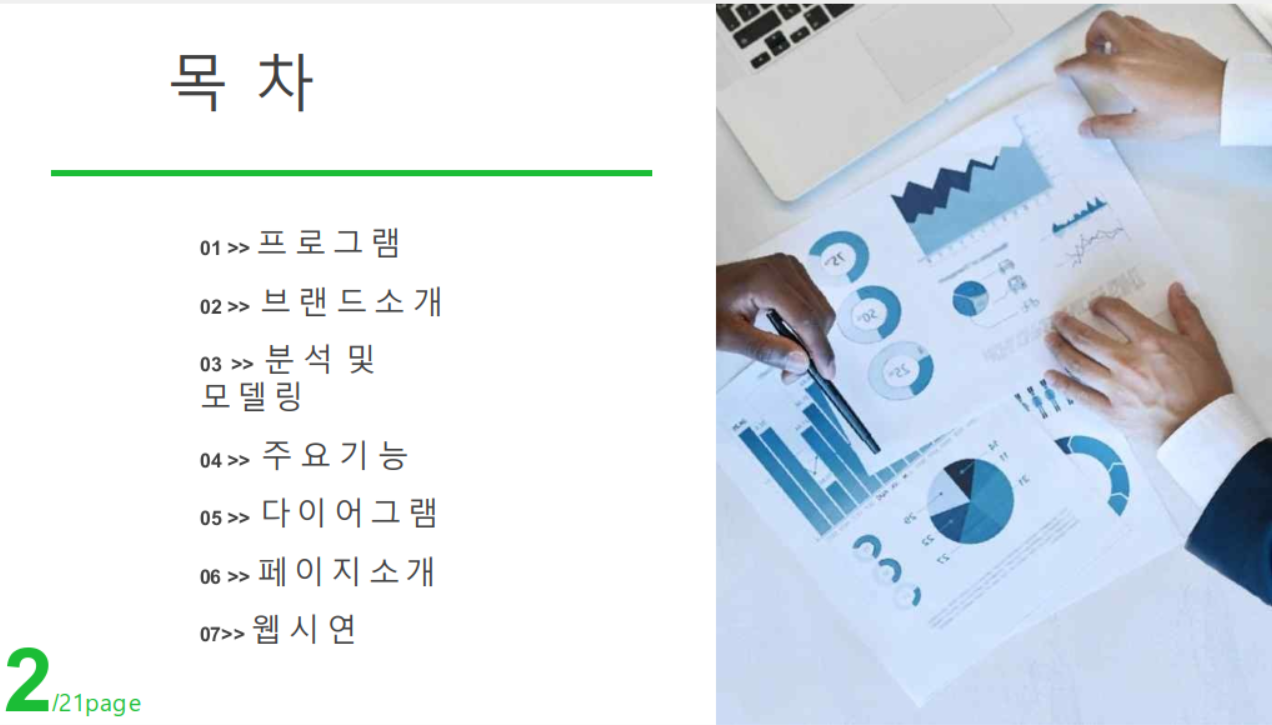 목 차
01 >> 프 로 그 램
02 >> 브 랜 드 소 개
03 >> 분 석 및
모 델 링
04 >> 주 요 기 능
05 >> 다 이 어 그 램
06 >> 페 이 지 소 개
07>> 웹 시 연
2/21page